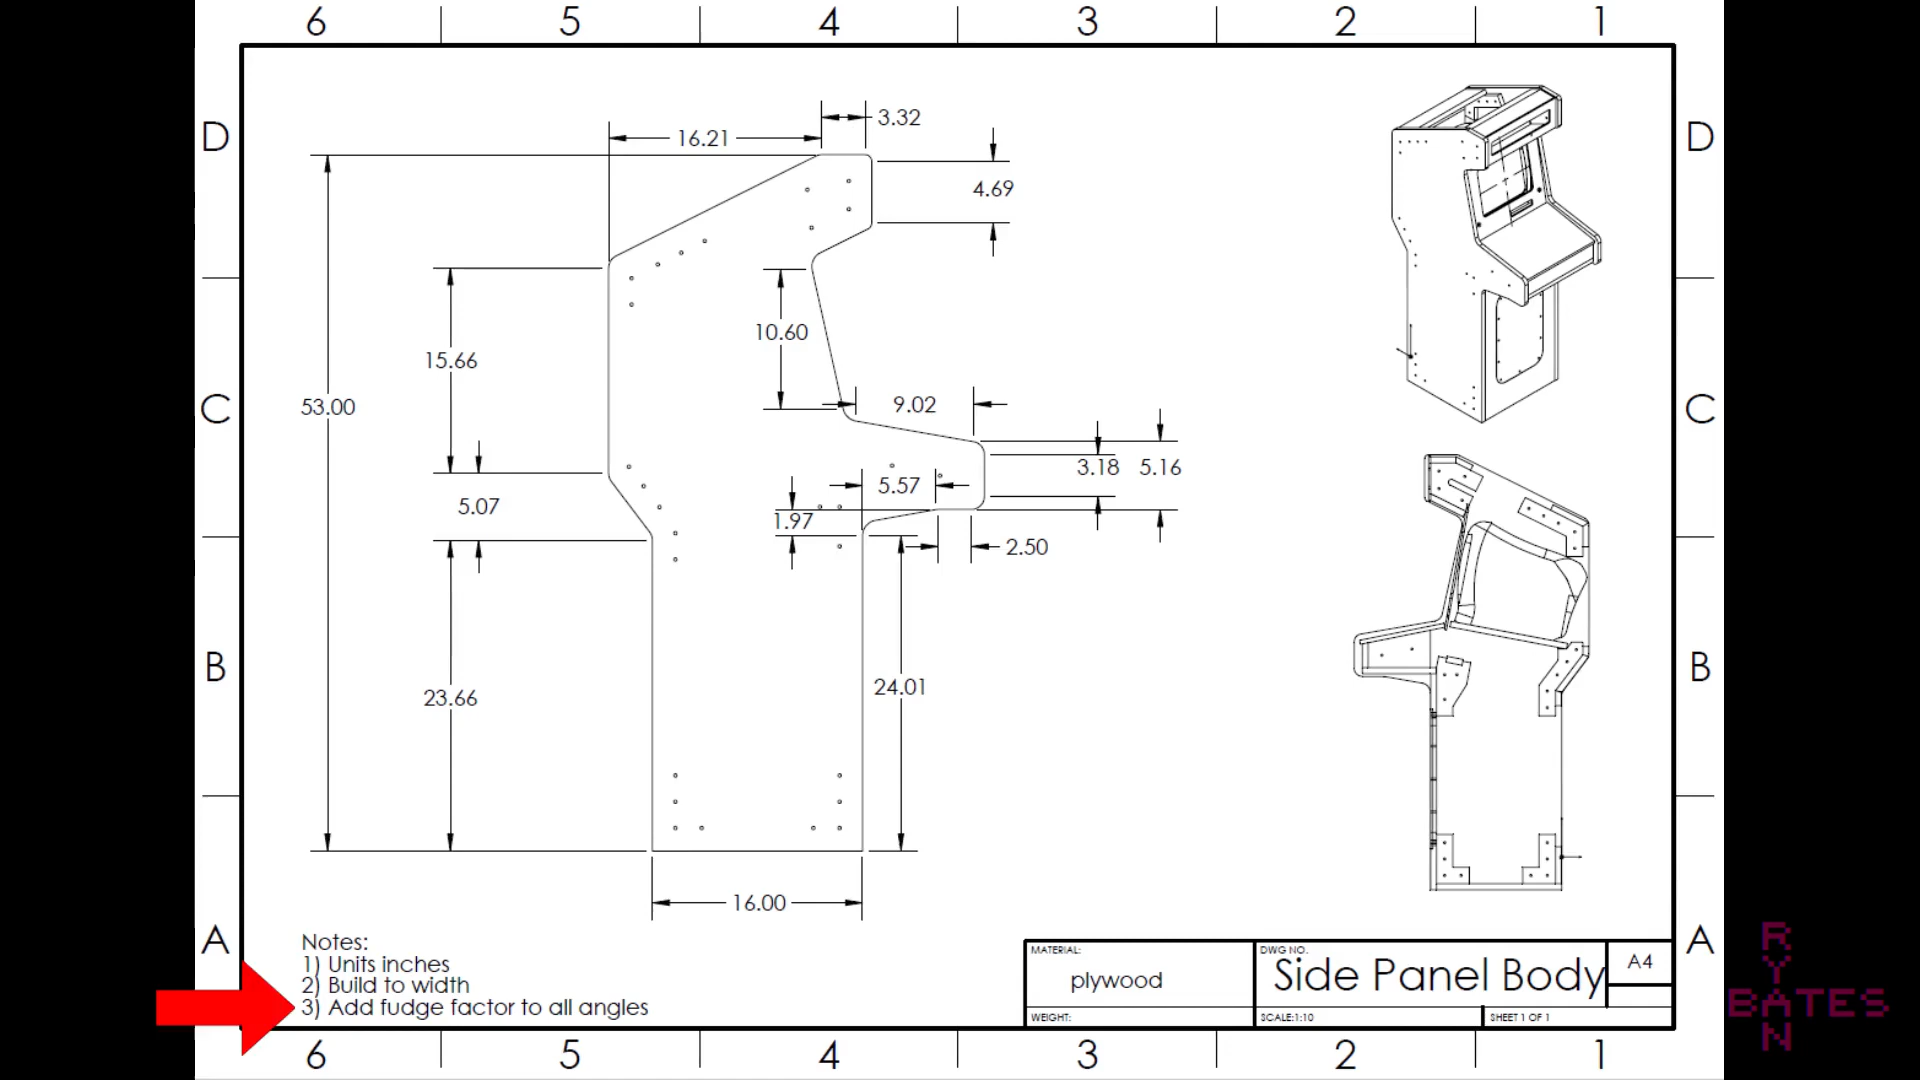 6 5 4 3 2 1
D D
3.32
16.21
4.69
10.60
15.66
9.02
53.00
C C
3.18 5.16
5.57
5.07
1.97
2.50
B B
24.01
23.66
16.00
A A
Notes:
1) Units inches
2) Build to width
3) Add fudge factor to all angles
MATERIAL:
plywood
WEIGHT:
DWG NO.
Side Panel Body
A4
SCALE:1:10
SHEET 1 OF 1
6 5 4 3 2 1
RYAN
BATES